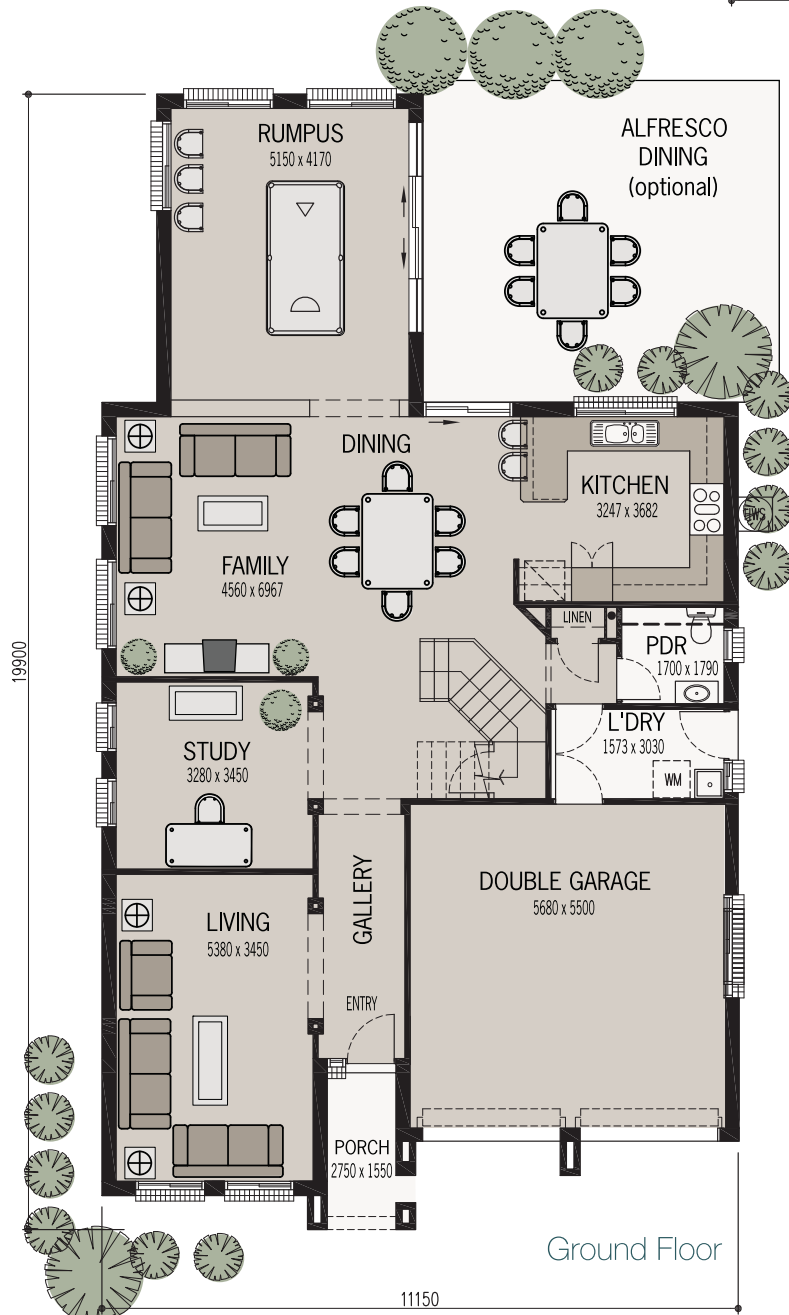 RUMPUS
5150 x 4170
ALFRESCO
DINING
(optional)
DINING
KITCHEN
3247 x 3682
HWS
FAMILY
4560 x 6967
LINEN
PDR
1700 x 1790
19900
L'DRY
1573 x 3030
WM
STUDY
3280 x 3450
GALLERY
DOUBLE GARAGE
5680 x 5500
LIVING
5380 x 3450
ENTRY
PORCH
2750 x 1550
Ground Floor
11150